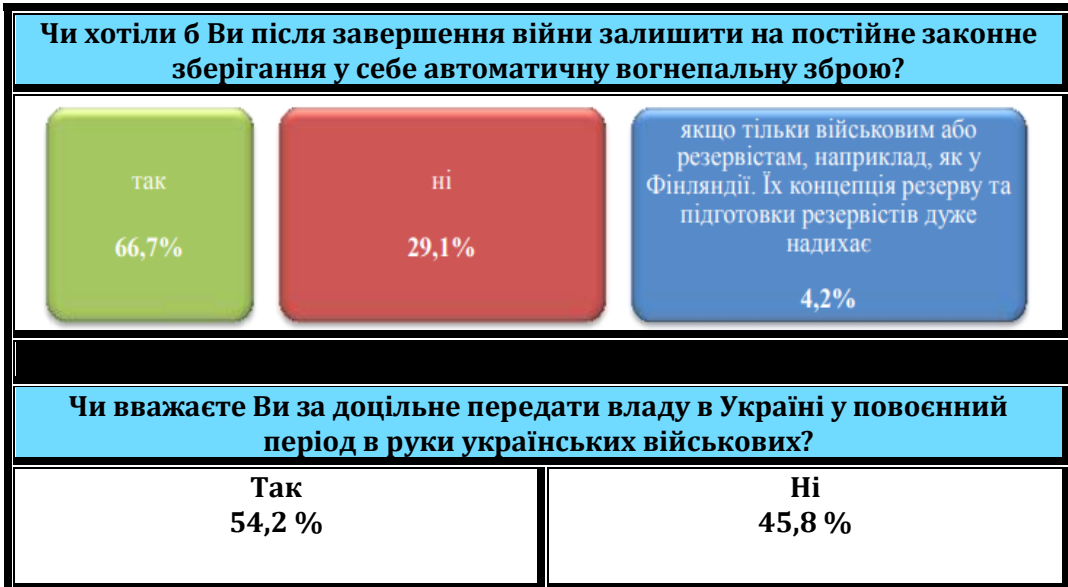 Чи хотіли б Ви після завершення війни залишити на постійне законне
зберігання у себе автоматичну вогнепальну зброю?
так
66,7%
ні
29,1%
якщо тільки військовим або
резервістам, наприклад, як у
Фінляндії. Їх концепція резерву та
підготовки резервістів дуже
надихає
4,2%
Чи вважаєте Ви за доцільне передати владу в Україні у повоєнний
період в руки українських військових?
Так
54,2 %
Ні
45,8 %